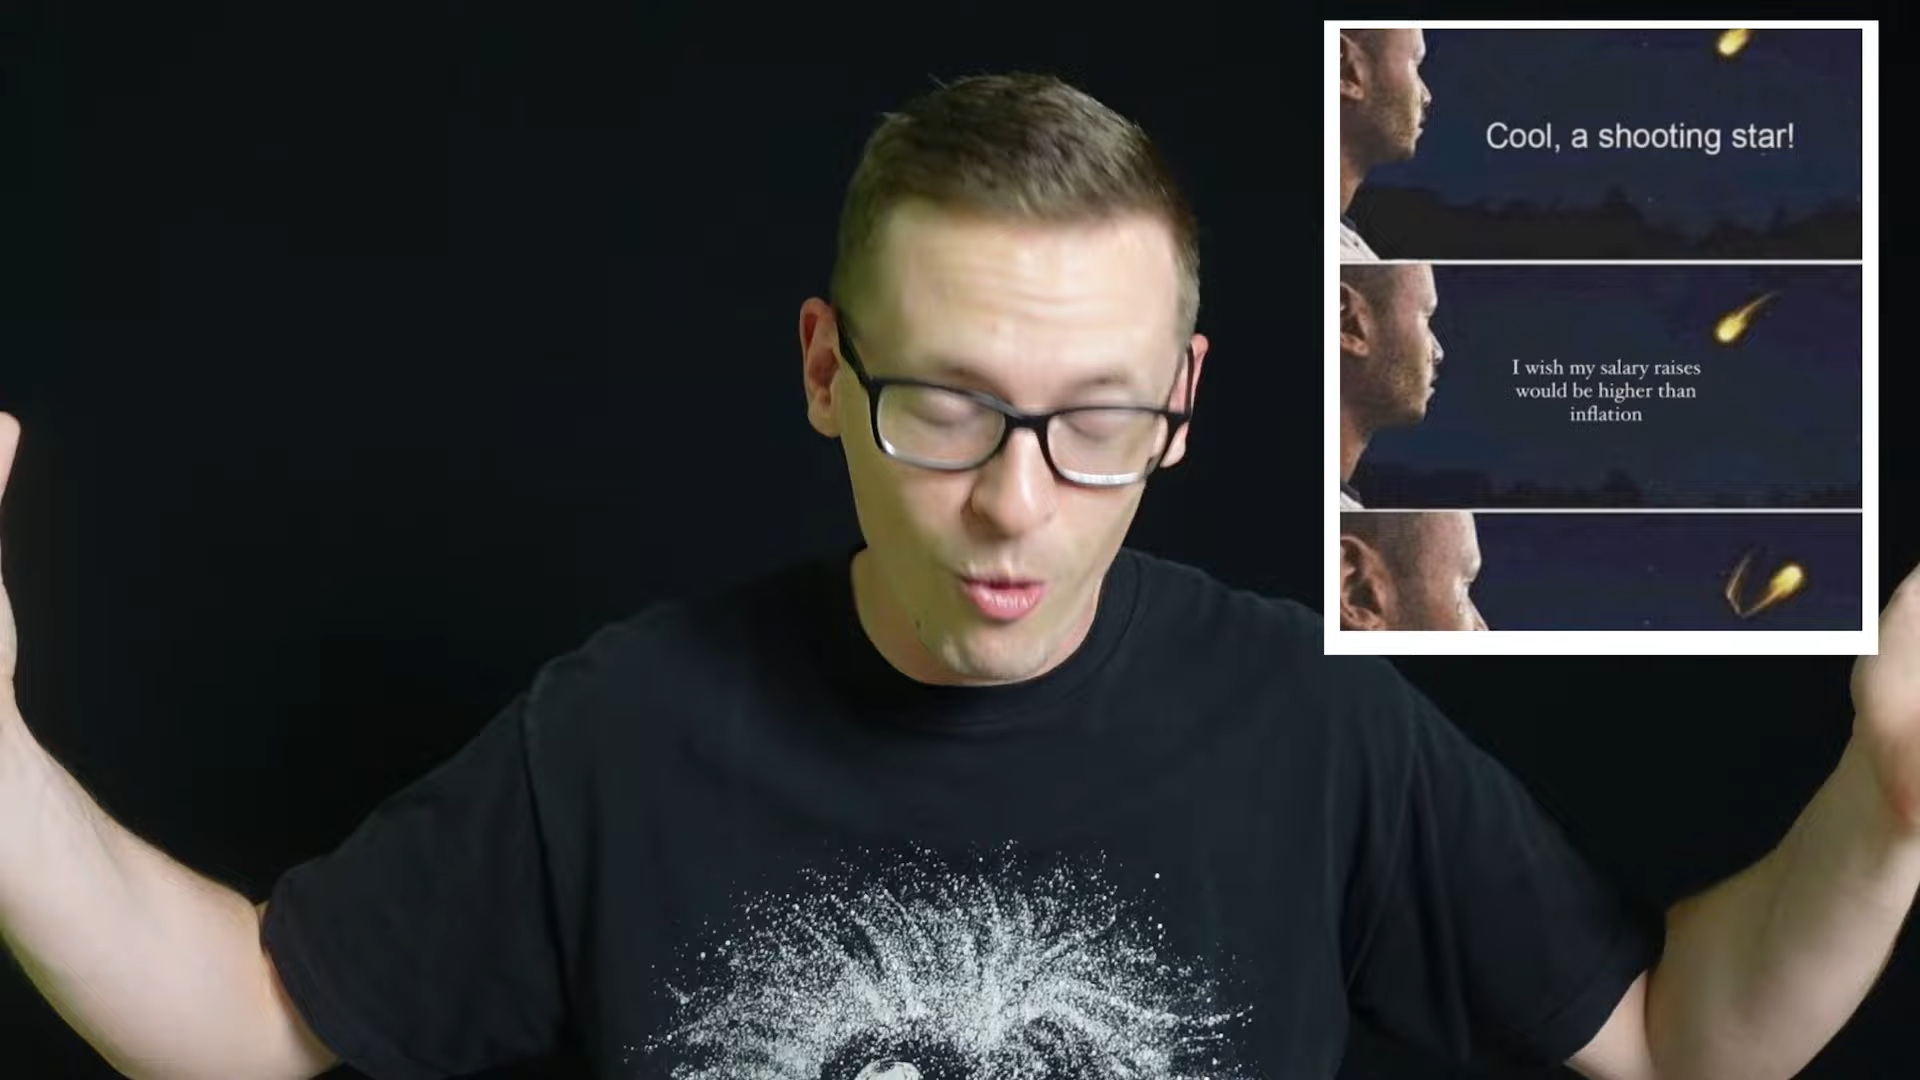 Cool, a shooting star!
I wish my salary raises
would be higher than
inflation